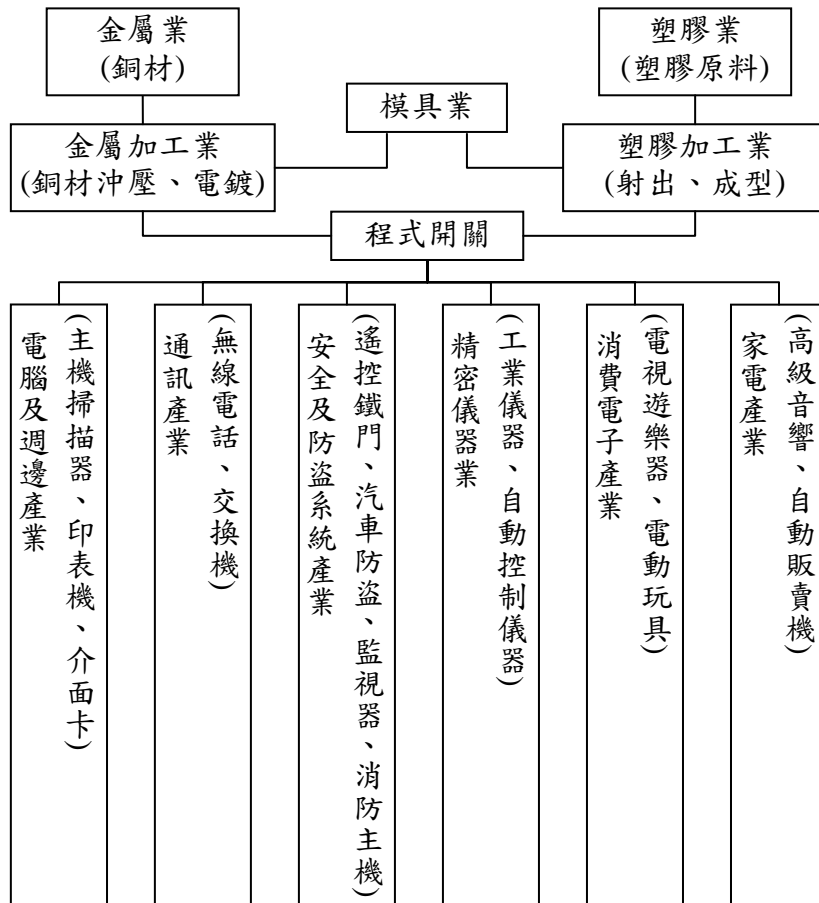 金屬業
(銅材)
塑膠業
(塑膠原料)
模具業
金屬加工業
(銅材沖壓、電鍍)
塑膠加工業
(射出、成型)
程式開關
電腦及週邊產業
(主機掃描器、印表機、介面卡)
通訊產業
(無線電話、交換機)
安全及防盜系統產業
(遙控鐵門、汽車防盜、監視器、消防主機)
精密儀器業
(工業儀器、自動控制儀器)
消費電子產業
(電視遊樂器、電動玩具)
家電產業
(高級音響、自動販賣機)